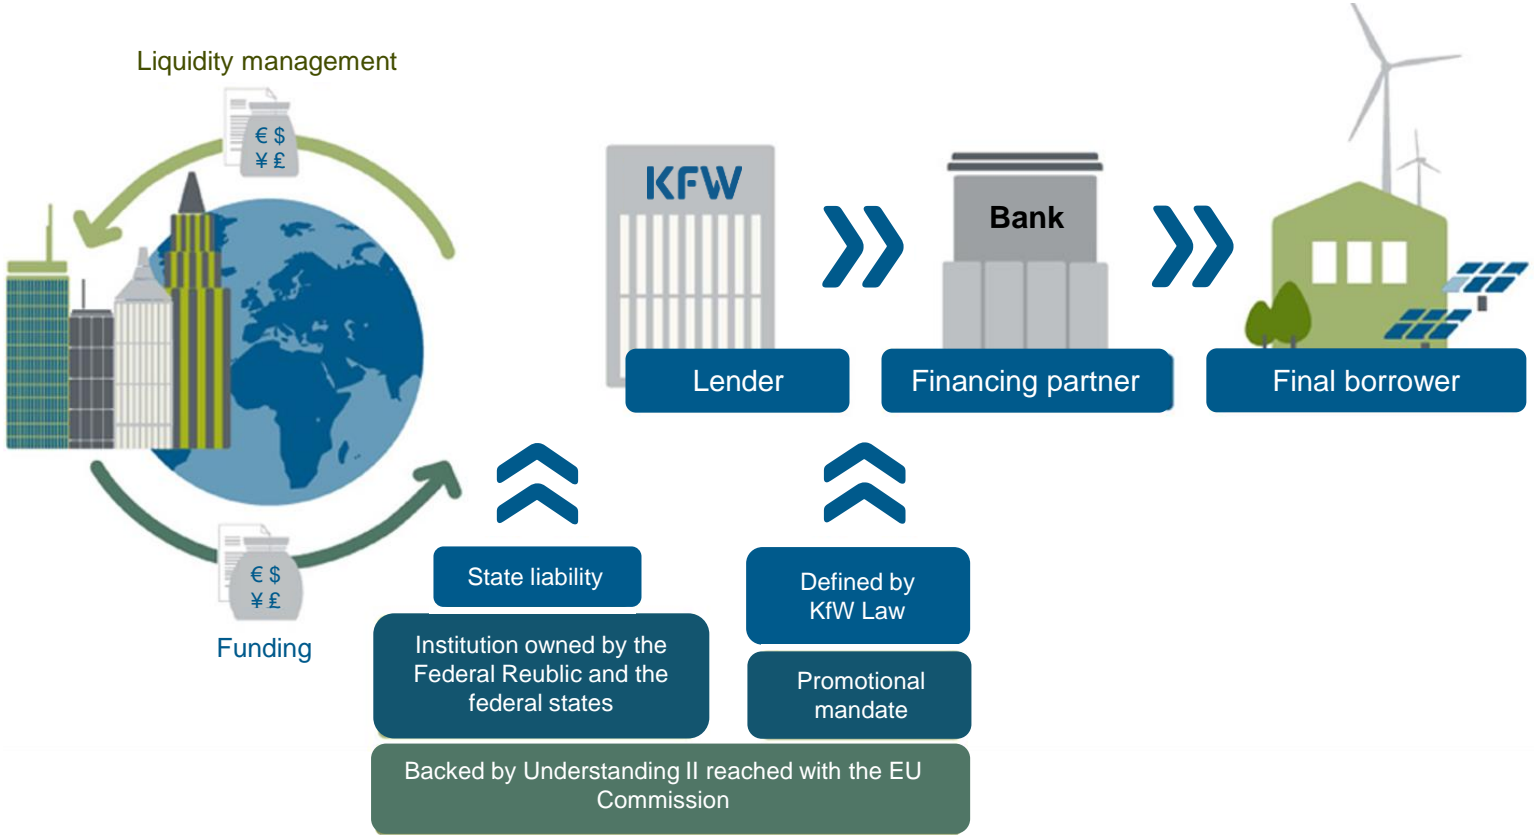 Liquidity management
€ $
¥ £
KFW
Bank
Lender
Financing partner
Final borrower
€ $
¥ £
Funding
State liability
Institution owned by the
Federal Reublic and the
federal states
Defined by
KfW Law
Promotional
mandate
Backed by Understanding II reached with the EU
Commission